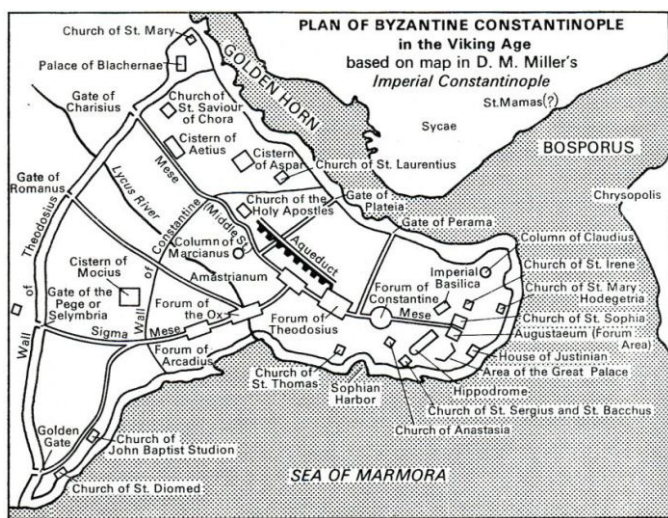 PLAN OF BYZANTINE CONSTANTINOPLE
in the Viking Age
based on map in D. M. Miller's
Imperial Constantinople
Church of St. Mary
Palace of Blachernae
Gate of
Charisius
Church of
St. Saviour
of Chora
Cistern of
Aetius
Cistern
of Aspar
Church of St. Laurentius
GOLDEN HORN
St. Mamas(?)
Sycae
BOSPORUS
Chrysopolis
Gate of
Romanus
Lycus River
Mese
(Middle St.)
Church of the
Holy Apostles
Gate of
Plateia
Gate of Perama
Column of Claudius
Church of St. Irene
Church of St. Mary
Hodegetria
Church of St. Sophia
Augustaeum (Forum
Area)
House of Justinian
Area of the Great Palace
Hippodrome
Church of St. Sergius and St. Bacchus
Church of Anastasia
Imperial
Basilica
Forum of
Constantine
Mese
Aqueduct
Column of
Marcianus
Amastrianum
Wall of Constantine
Wall of Theodosius
Cistern of
Mocius
Gate of the
Pege or
Selymbria
Sigma
Mese
Forum of
the Ox
Forum of
Theodosius
Forum of
Arcadius
Church of
St. Thomas
Sophian
Harbor
Golden
Gate
Church of
John Baptist Studion
Church of St. Diomed
SEA OF MARMORA